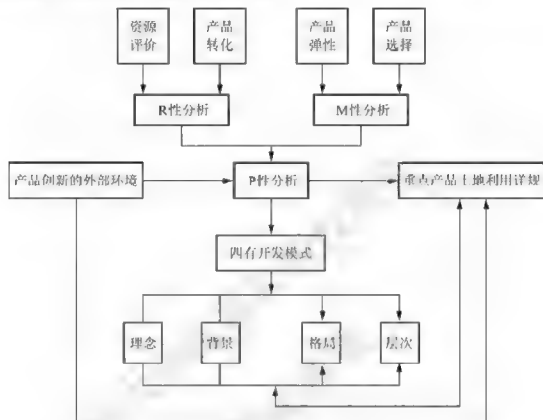 资源
评价
产品
转化
产品
弹性
产品
选择
R性分析
M性分析
产品创新的外部环境
P性分析
重点产品土地利用详规
四有开发模式
理念
背景
格局
层次